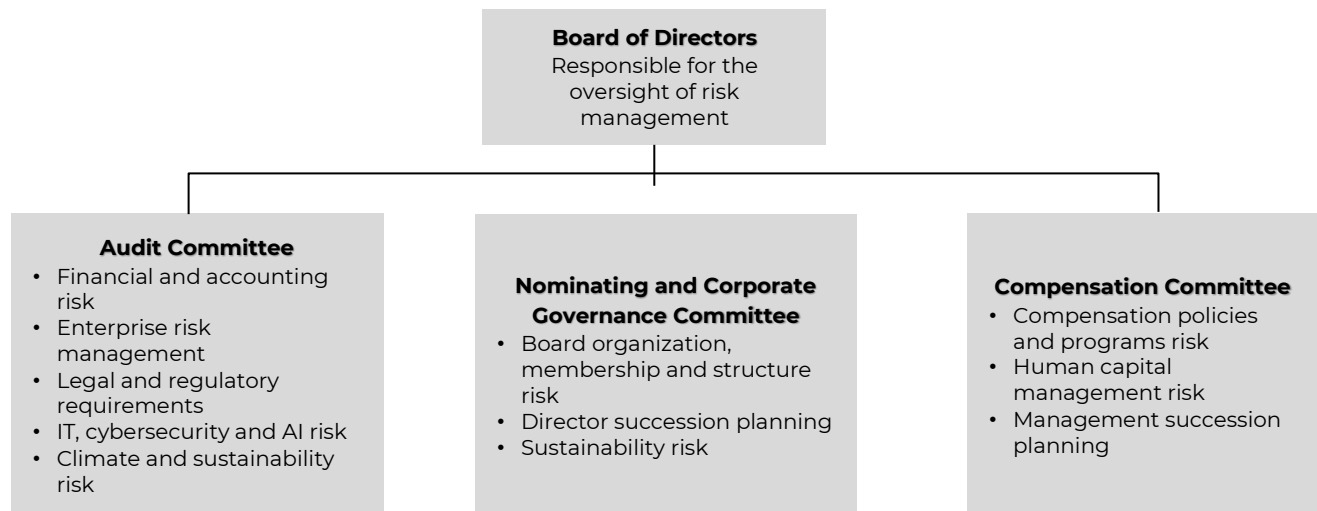 Board of Directors
Responsible for the
oversight of risk
management
Audit Committee
• Financial and accounting
risk
• Enterprise risk
management
• Legal and regulatory
requirements
• IT, cybersecurity and AI risk
• Climate and sustainability
risk
Nominating and Corporate
Governance Committee
• Board organization,
membership and structure
risk
• Director succession planning
• Sustainability risk
Compensation Committee
• Compensation policies
and programs risk
• Human capital
management risk
• Management succession
planning